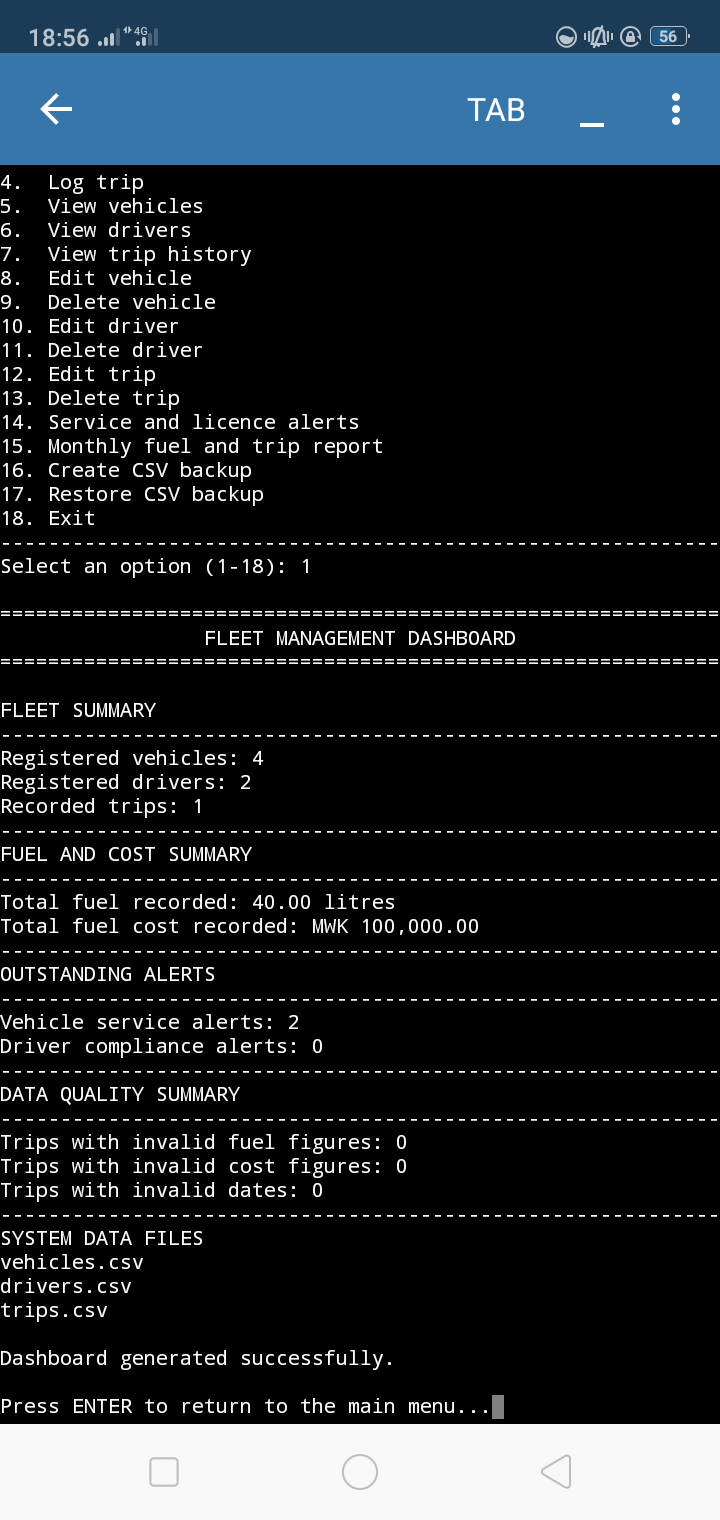 18:56 4G 56
TAB
4.  Log trip
5.  View vehicles
6.  View drivers
7.  View trip history
8.  Edit vehicle
9.  Delete vehicle
10. Edit driver
11. Delete driver
12. Edit trip
13. Delete trip
14. Service and licence alerts
15. Monthly fuel and trip report
16. Create CSV backup
17. Restore CSV backup
18. Exit
------------------------------------------------------------
Select an option (1-18): 1
============================================================
FLEET MANAGEMENT DASHBOARD
============================================================
FLEET SUMMARY
------------------------------------------------------------
Registered vehicles: 4
Registered drivers: 2
Recorded trips: 1
------------------------------------------------------------
FUEL AND COST SUMMARY
------------------------------------------------------------
Total fuel recorded: 40.00 litres
Total fuel cost recorded: MWK 100,000.00
------------------------------------------------------------
OUTSTANDING ALERTS
------------------------------------------------------------
Vehicle service alerts: 2
Driver compliance alerts: 0
------------------------------------------------------------
DATA QUALITY SUMMARY
------------------------------------------------------------
Trips with invalid fuel figures: 0
Trips with invalid cost figures: 0
Trips with invalid dates: 0
------------------------------------------------------------
SYSTEM DATA FILES
vehicles.csv
drivers.csv
trips.csv
Dashboard generated successfully.
Press ENTER to return to the main menu...